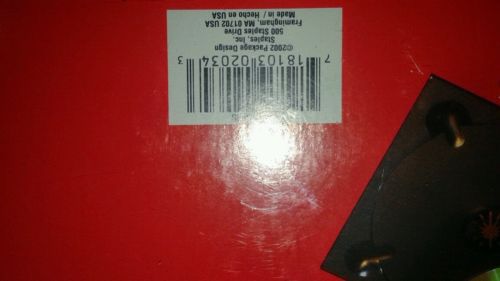 7 18103 02034 3
©2002 Package Design
Staples, Inc.
500 Staples Drive
Framingham, MA 01702 USA
Made in / Hecho en USA